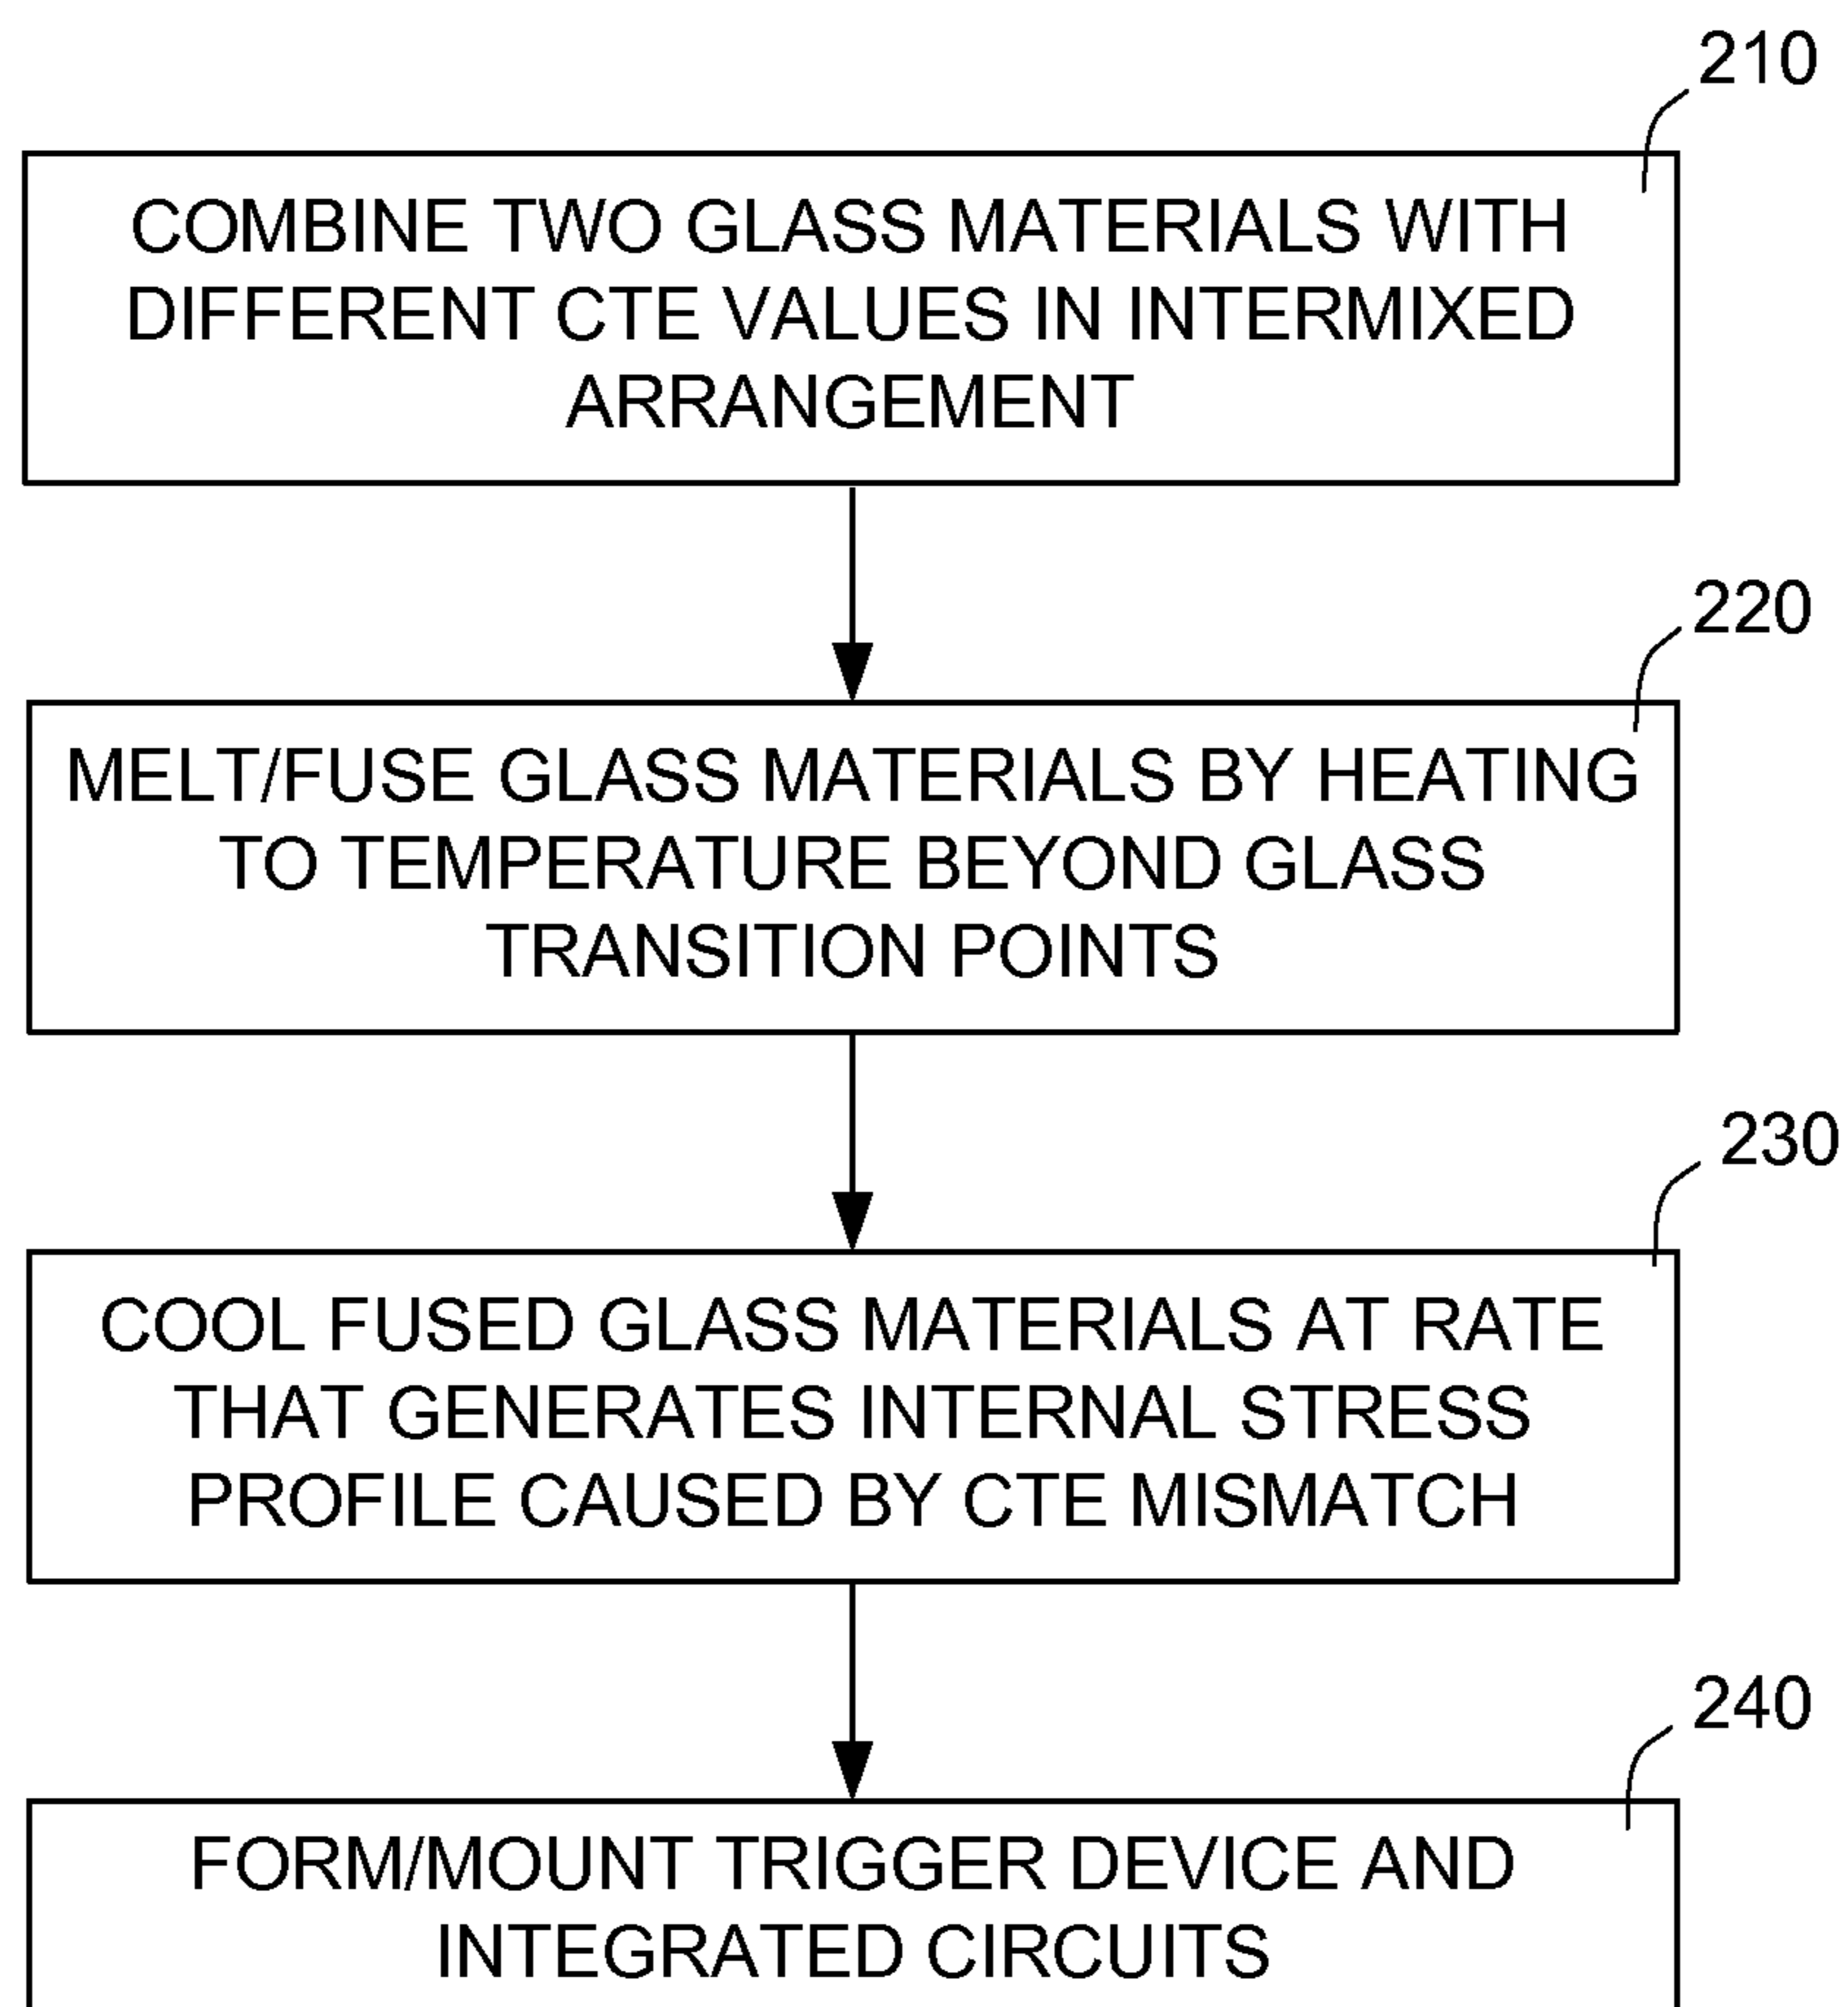 210
COMBINE TWO GLASS MATERIALS WITH
DIFFERENT CTE VALUES IN INTERMIXED
ARRANGEMENT
220
MELT/FUSE GLASS MATERIALS BY HEATING
TO TEMPERATURE BEYOND GLASS
TRANSITION POINTS
230
COOL FUSED GLASS MATERIALS AT RATE
THAT GENERATES INTERNAL STRESS
PROFILE CAUSED BY CTE MISMATCH
240
FORM/MOUNT TRIGGER DEVICE AND
INTEGRATED CIRCUITS